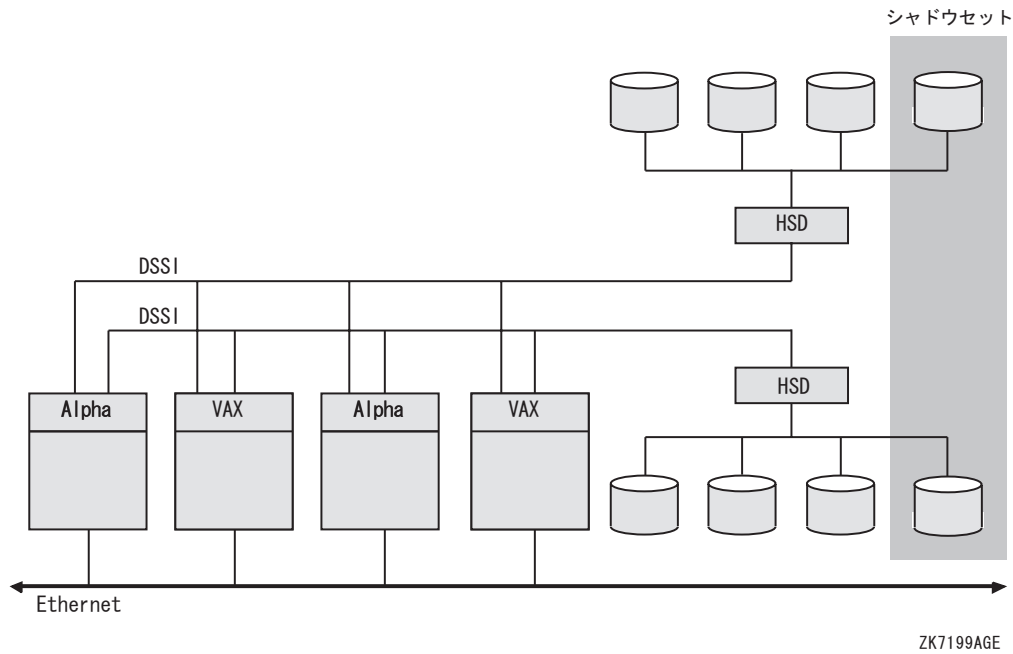 シャドウセット
HSD
DSSI
DSSI
HSD
Alpha
VAX
Alpha
VAX
Ethernet
ZK7199AGE